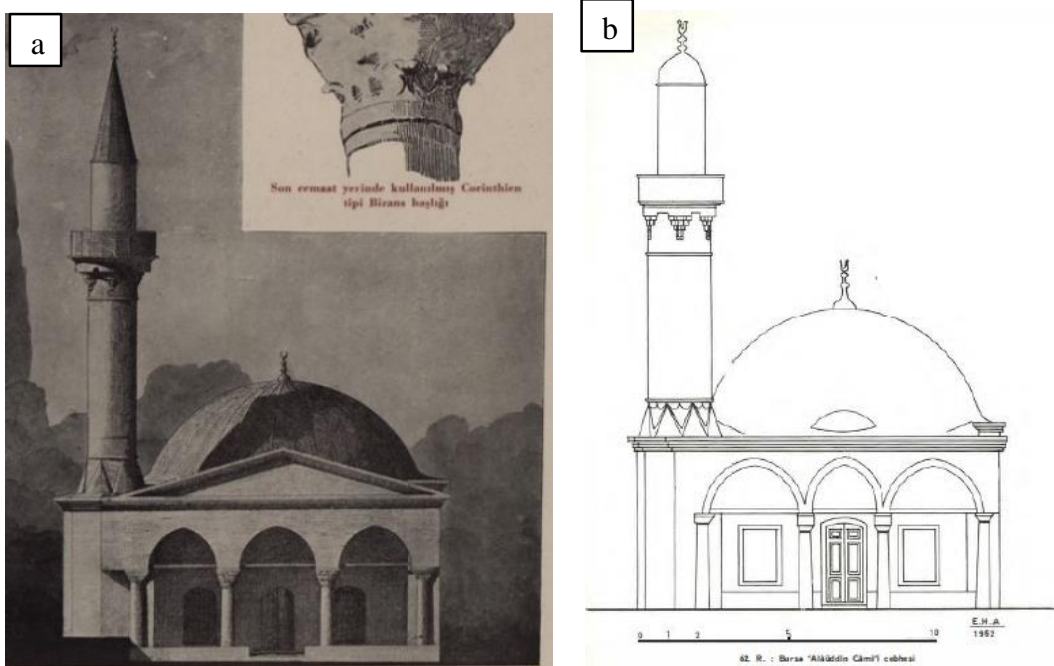 a
Son cemaat yerinde kullanılmış Corinthien
tipi Bizans başlığı
b
E.H.A
1952
0 1 2 5 10
62. R. : Bursa 'Alâüddin Câmi'i cebhesi